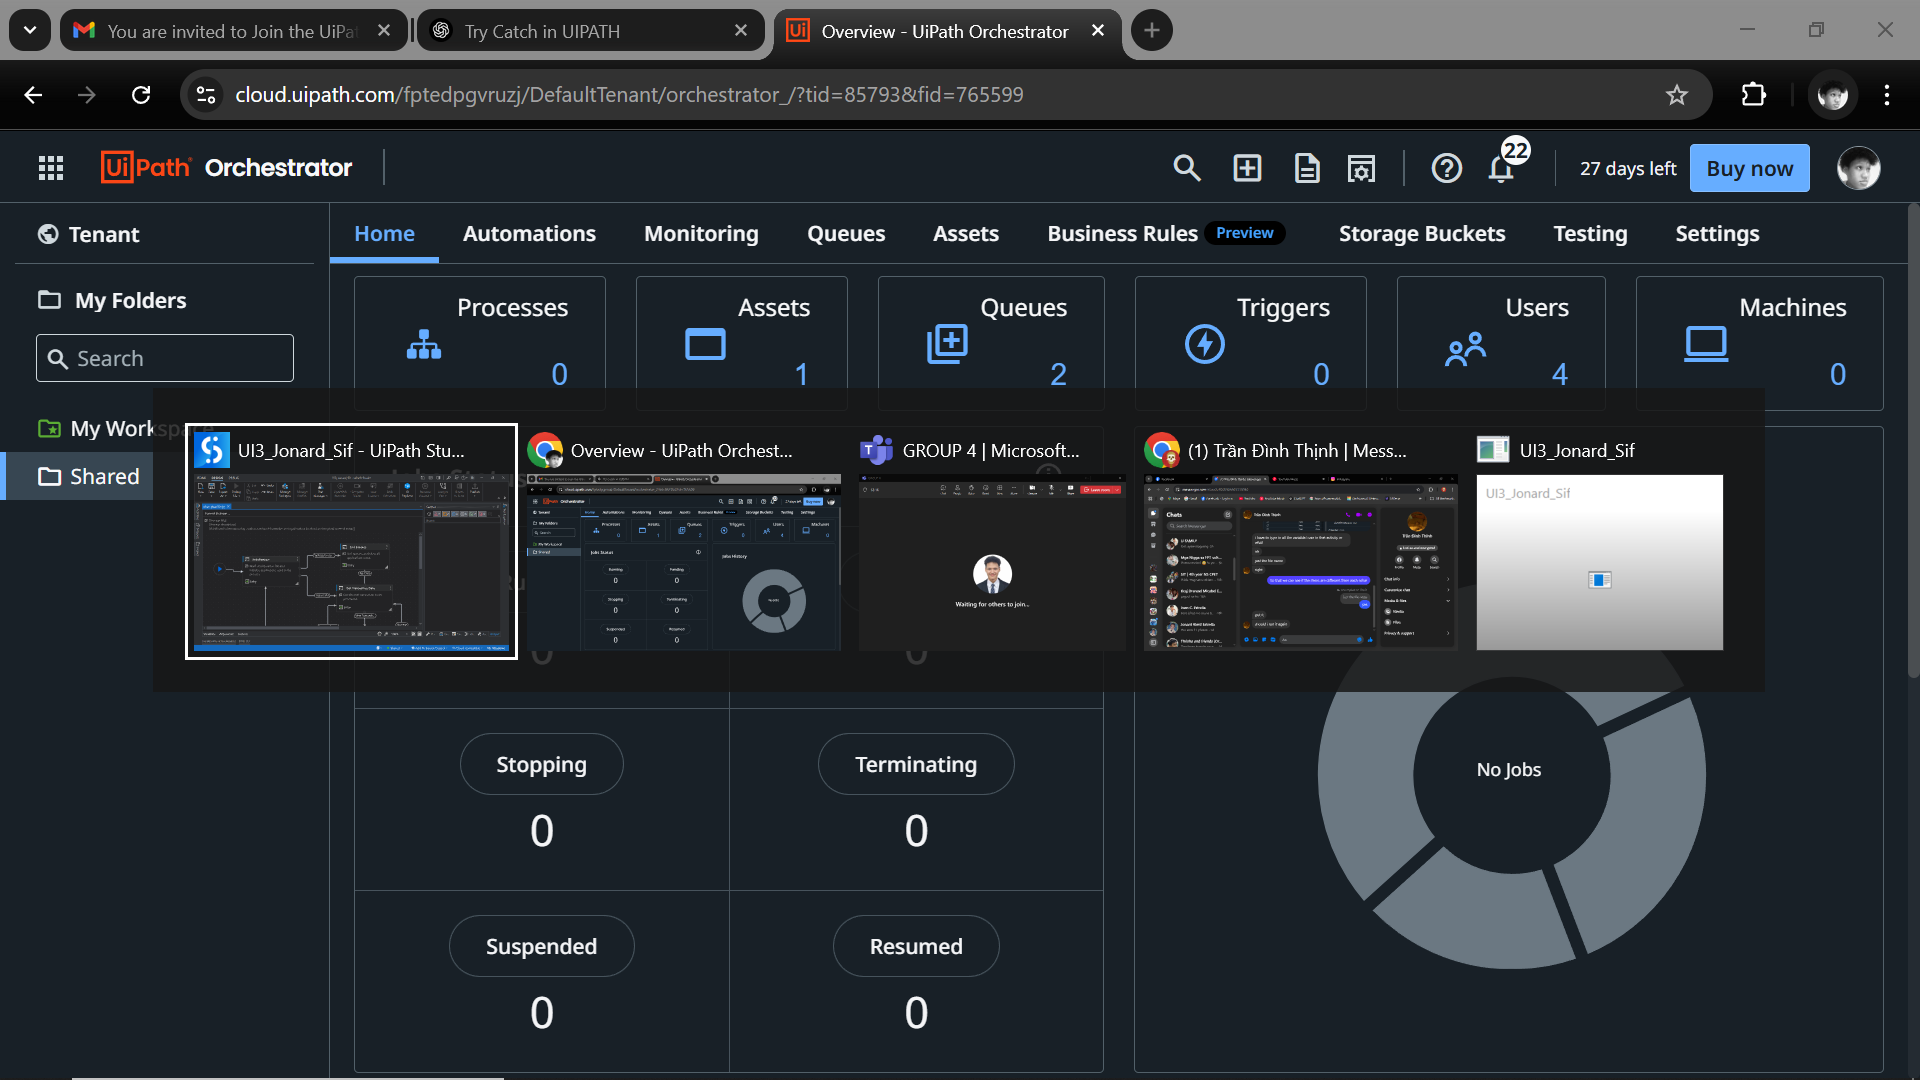 You are invited to Join the UiPa
Try Catch in UIPATH
Overview - UiPath Orchestrator
cloud.uipath.com/fptedpgvruzj/DefaultTenant/orchestrator_/?tid=85793&fid=765599
UiPath Orchestrator
22
27 days left
Buy now
Tenant
Home
Automations
Monitoring
Queues
Assets
Business Rules
Preview
Storage Buckets
Testing
Settings
My Folders
Search
My Workspace
Shared
Processes
0
Assets
1
Queues
2
Triggers
0
Users
4
Machines
0
UI3_Jonard_Sif - UiPath Stu...
Overview - UiPath Orchest...
GROUP 4 | Microsoft...
(1) Trần Đình Thịnh | Mess...
UI3_Jonard_Sif
UI3_Jonard_Sif
Waiting for others to join...
Chats
0
0
Stopping
0
Terminating
0
Suspended
0
Resumed
0
No Jobs